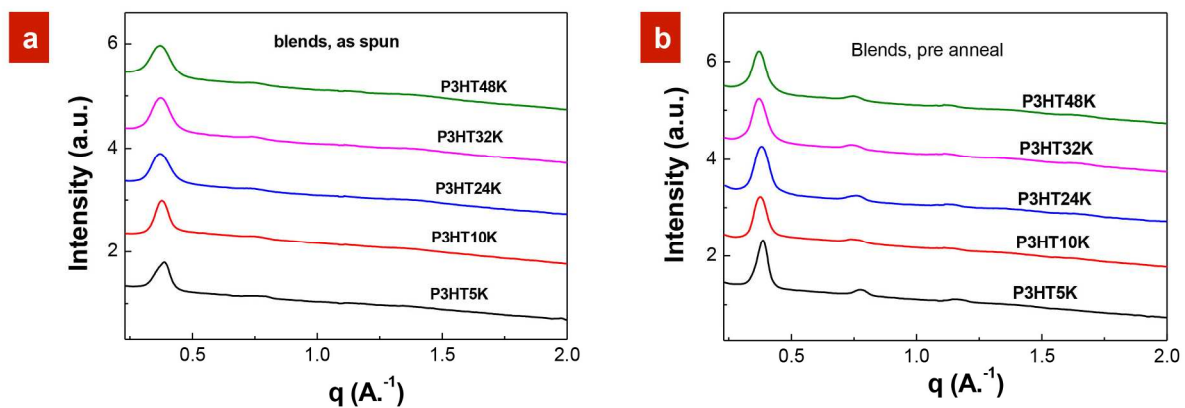 a
blends, as spun
6
P3HT48K
P3HT32K
4
P3HT24K
P3HT10K
2
P3HT5K
0.5
1.0
1.5
2.0
Intensity (a.u.)
q (A.⁻¹)
b
Blends, pre anneal
6
P3HT48K
P3HT32K
4
P3HT24K
P3HT10K
2
P3HT5K
0.5
1.0
1.5
2.0
Intensity (a.u.)
q (A.⁻¹)